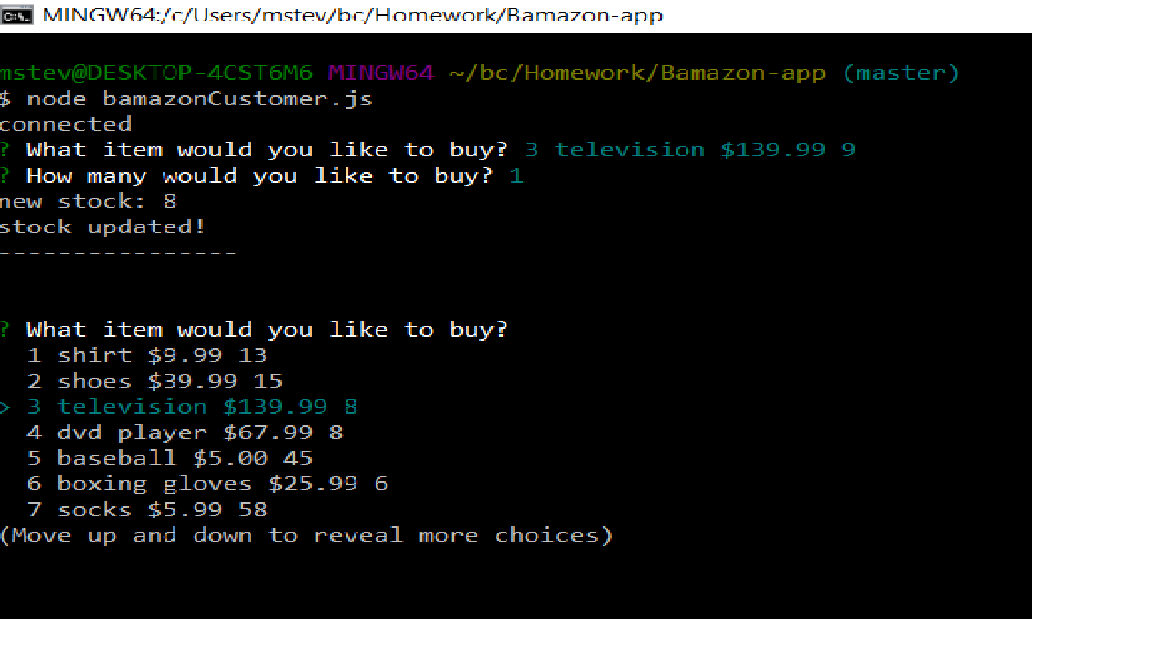 MINGW64:/c/Users/mstev/bc/Homework/Bamazon-app
mstev@DESKTOP-4CST6M6 MINGW64 ~/bc/Homework/Bamazon-app (master)
$ node bamazonCustomer.js
connected
? What item would you like to buy? 3 television $139.99 9
? How many would you like to buy? 1
new stock: 8
stock updated!
----------------
? What item would you like to buy?
1 shirt $9.99 13
2 shoes $39.99 15
> 3 television $139.99 8
4 dvd player $67.99 8
5 baseball $5.00 45
6 boxing gloves $25.99 6
7 socks $5.99 58
(Move up and down to reveal more choices)